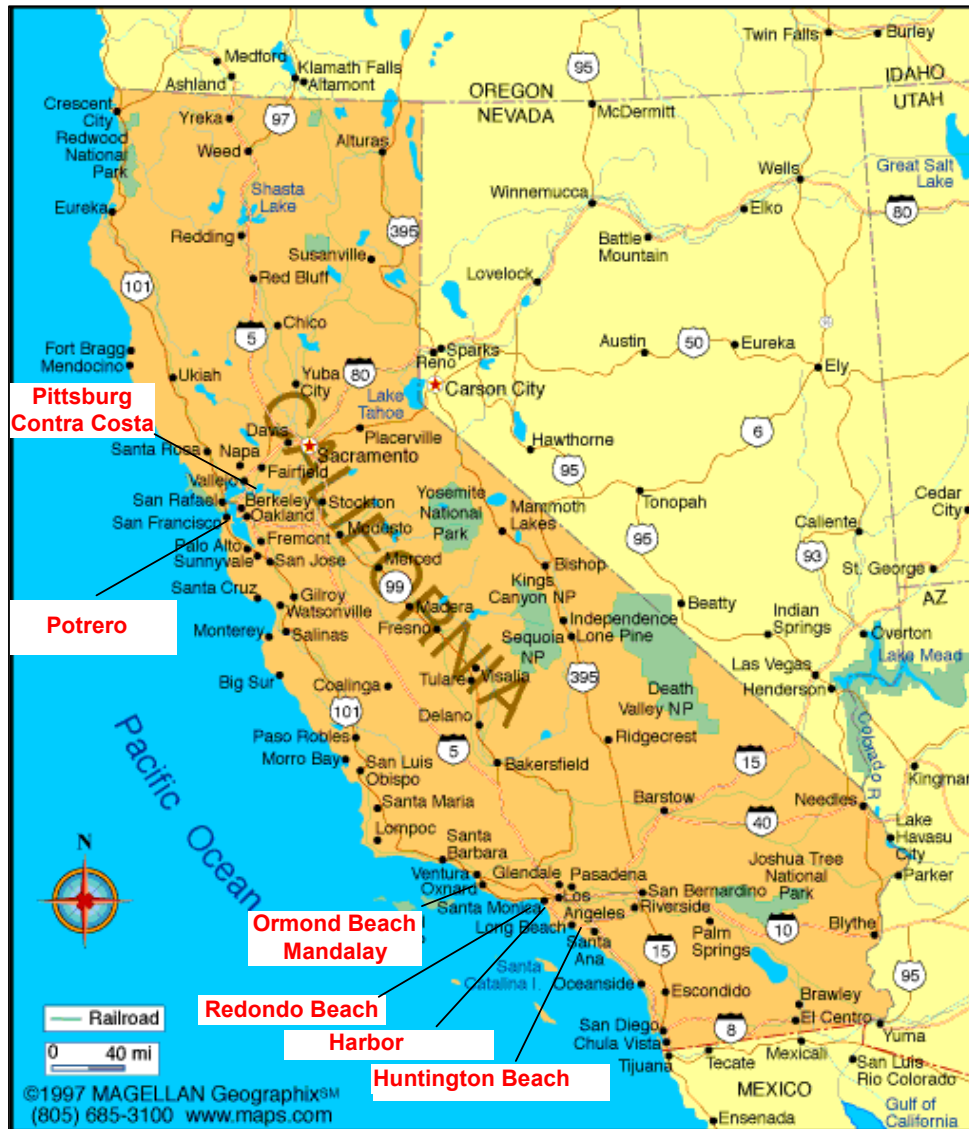 Twin Falls
Burley
Medford
Klamath Falls
Ashland
Altamont
95
OREGON
IDAHO
NEVADA
UTAH
Crescent
City
Redwood
National
Park
Yreka
97
McDermitt
Weed
Alturas
Wells
Great Salt
Lake
Shasta
Lake
Winnemucca
Eureka
Elko
80
Redding
395
Battle
Mountain
Susanville
Lovelock
Red Bluff
101
Chico
5
Fort Bragg
Mendocino
Sparks
Reno
Austin
50
Eureka
Ely
Ukiah
Yuba
City
80
Carson City
Lake
Tahoe
Pittsburg
Contra Costa
CALIFORNIA
Davis
Placerville
Sacramento
Hawthorne
6
Santa Rosa
Napa
Fairfield
95
Vallejo
San Rafael
Berkeley
Stockton
Yosemite
National
Park
Mammoth
Lakes
Tonopah
Cedar
City
San Francisco
Oakland
Modesto
Caliente
95
93
Palo Alto
Fremont
Sunnyvale
San Jose
Merced
Bishop
St. George
Santa Cruz
Gilroy
99
Kings
Canyon NP
AZ
Watsonville
Madera
Beatty
Indian
Springs
Potrero
Monterey
Salinas
Fresno
Independence
Sequoia
NP
Lone Pine
Overton
Lake Mead
Big Sur
Coalinga
Tulare
Visalia
395
Las Vegas
Henderson
Death
Valley NP
101
Delano
Colorado R.
Pacific Ocean
Paso Robles
5
Ridgecrest
15
Morro Bay
San Luis
Obispo
Bakersfield
Kingman
Santa Maria
Barstow
40
Needles
Lompoc
Lake
Havasu
City
N
Santa
Barbara
Joshua Tree
National
Park
Ventura
Oxnard
Glendale
Pasadena
Parker
San Bernardino
Santa Monica
Los
Angeles
Riverside
Ormond Beach
Mandalay
Long Beach
Santa
Ana
Palm
Springs
10
Blythe
15
Santa
Catalina I.
Oceanside
Escondido
95
Redondo Beach
Brawley
El Centro
Railroad
San Diego
8
Yuma
Harbor
Chula Vista
Tijuana
Tecate
Mexicali
San Luis
Rio Colorado
0 40 mi
Huntington Beach
MEXICO
©1997 MAGELLAN Geographix℠
(805) 685-3100 www.maps.com
Ensenada
Gulf of
California